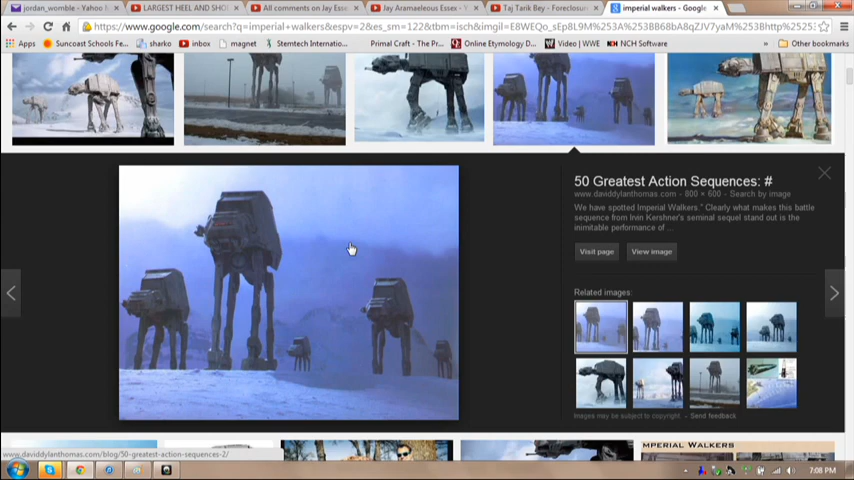 jordan_womble - Yahoo
LARGEST HEEL AND SHO
All comments on Jay Esse
Jay Aramaeleous Essex - Y
Taj Tarik Bey - Foreclosur
imperial walkers - Google
https://www.google.com/search?q=imperial+walkers&espv=2&es_sm=122&tbm=isch&imgil=
Suncoast Schools Fe...
sharko
inbox
magnet
Stemtech Internatio...
Primal Craft - The Pr...
Online Etymology D...
Video | WWE
NCH Software
»
Other bookmarks
50 Greatest Action Sequences: #
www.daviddylanthomas.com - 800 × 600 - Search by image
We have spotted Imperial Walkers." Clearly what makes this battle
sequence from Irvin Kershner's seminal sequel stand out is the
inimitable performance of ...
Visit page
View image
Related images:
Images may be subject to copyright. - Send feedback
IMPERIAL WALKERS
www.daviddylanthomas.com/blog/50-greatest-action-sequences-2/
7:08 PM